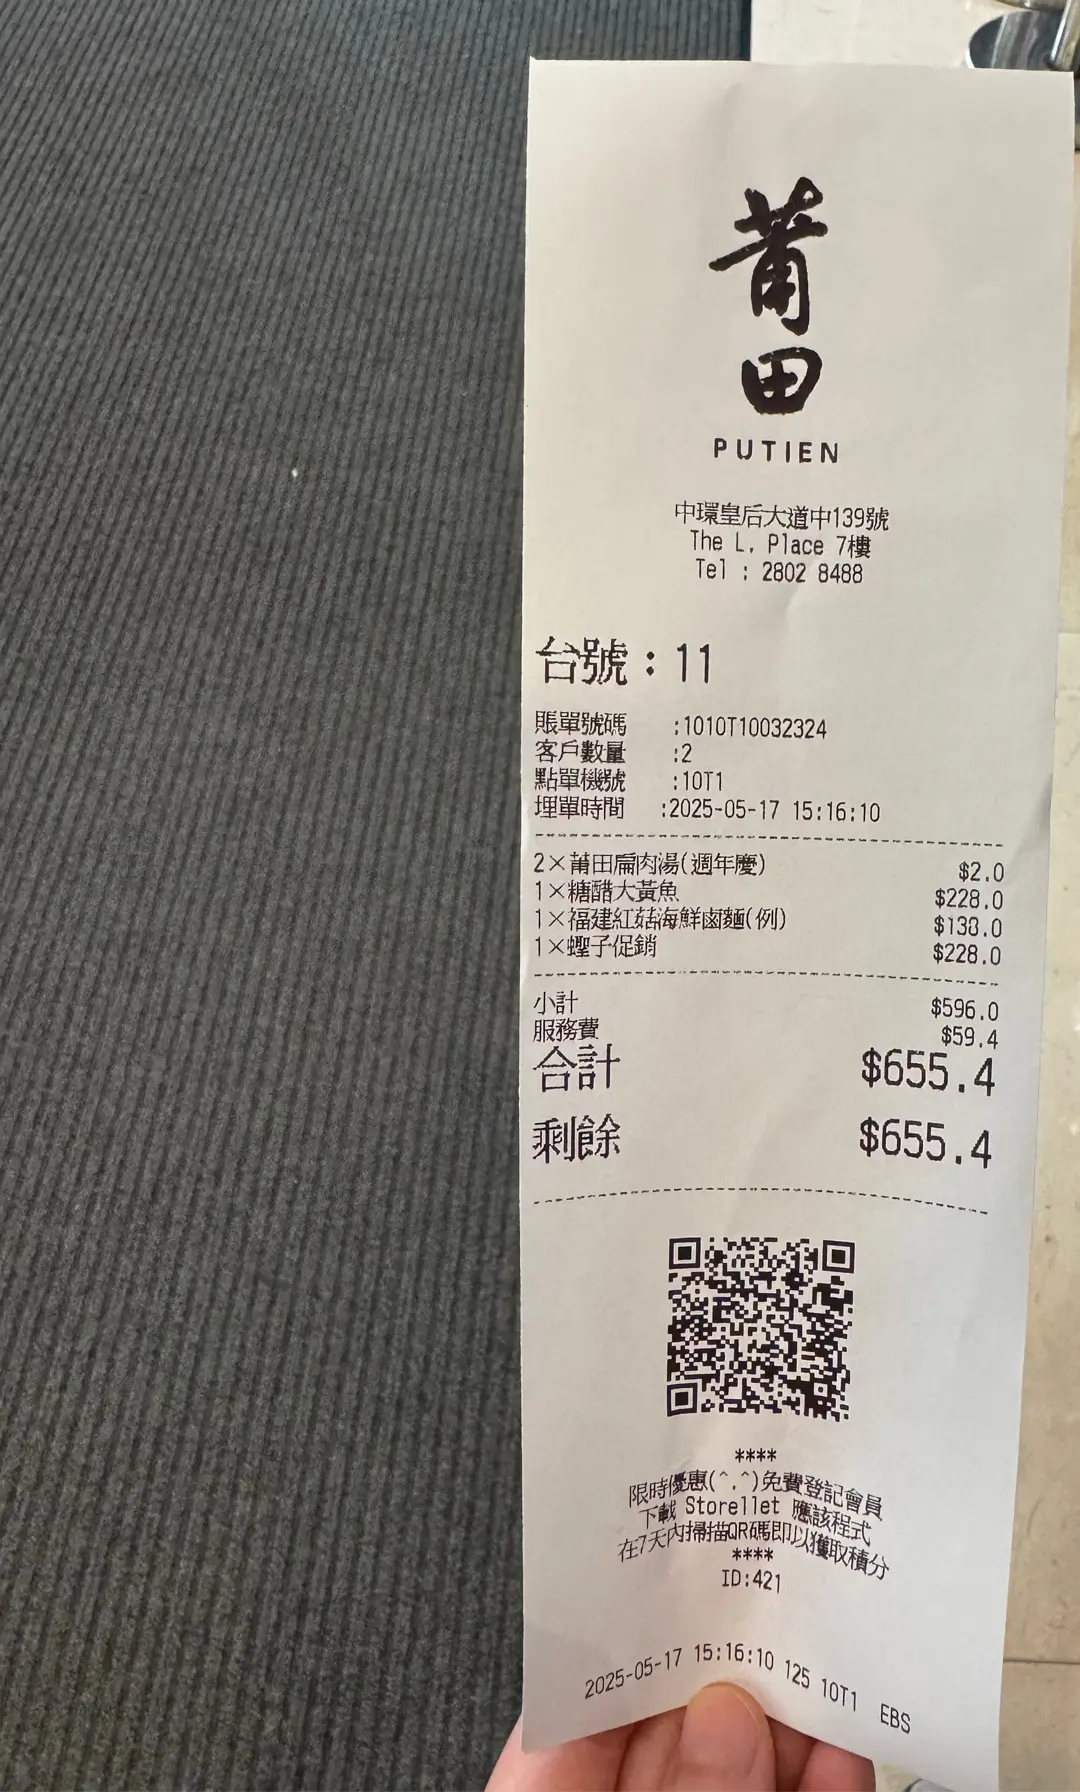 莆
田
PUTIEN
中環皇后大道中139號
The L. Place 7樓
Tel : 2802 8488
台號：11
賬單號碼 :1010T10032324
客戶數量 :2
點單機號 :10T1
埋單時間 :2025-05-17 15:16:10
2×莆田扁肉湯(週年慶) $2.0
1×糖醋大黃魚 $228.0
1×福建紅菇海鮮鹵麵(例) $138.0
1×蟶子促銷 $228.0
小計 $596.0
服務費 $59.4
合計 $655.4
剩餘 $655.4
****
限時優惠(^.^)免費登記會員
下載 Storellet 應該程式
在7天內掃描QR碼即以獲取積分
****
ID:421
2025-05-17 15:16:10 125 10T1 EBS